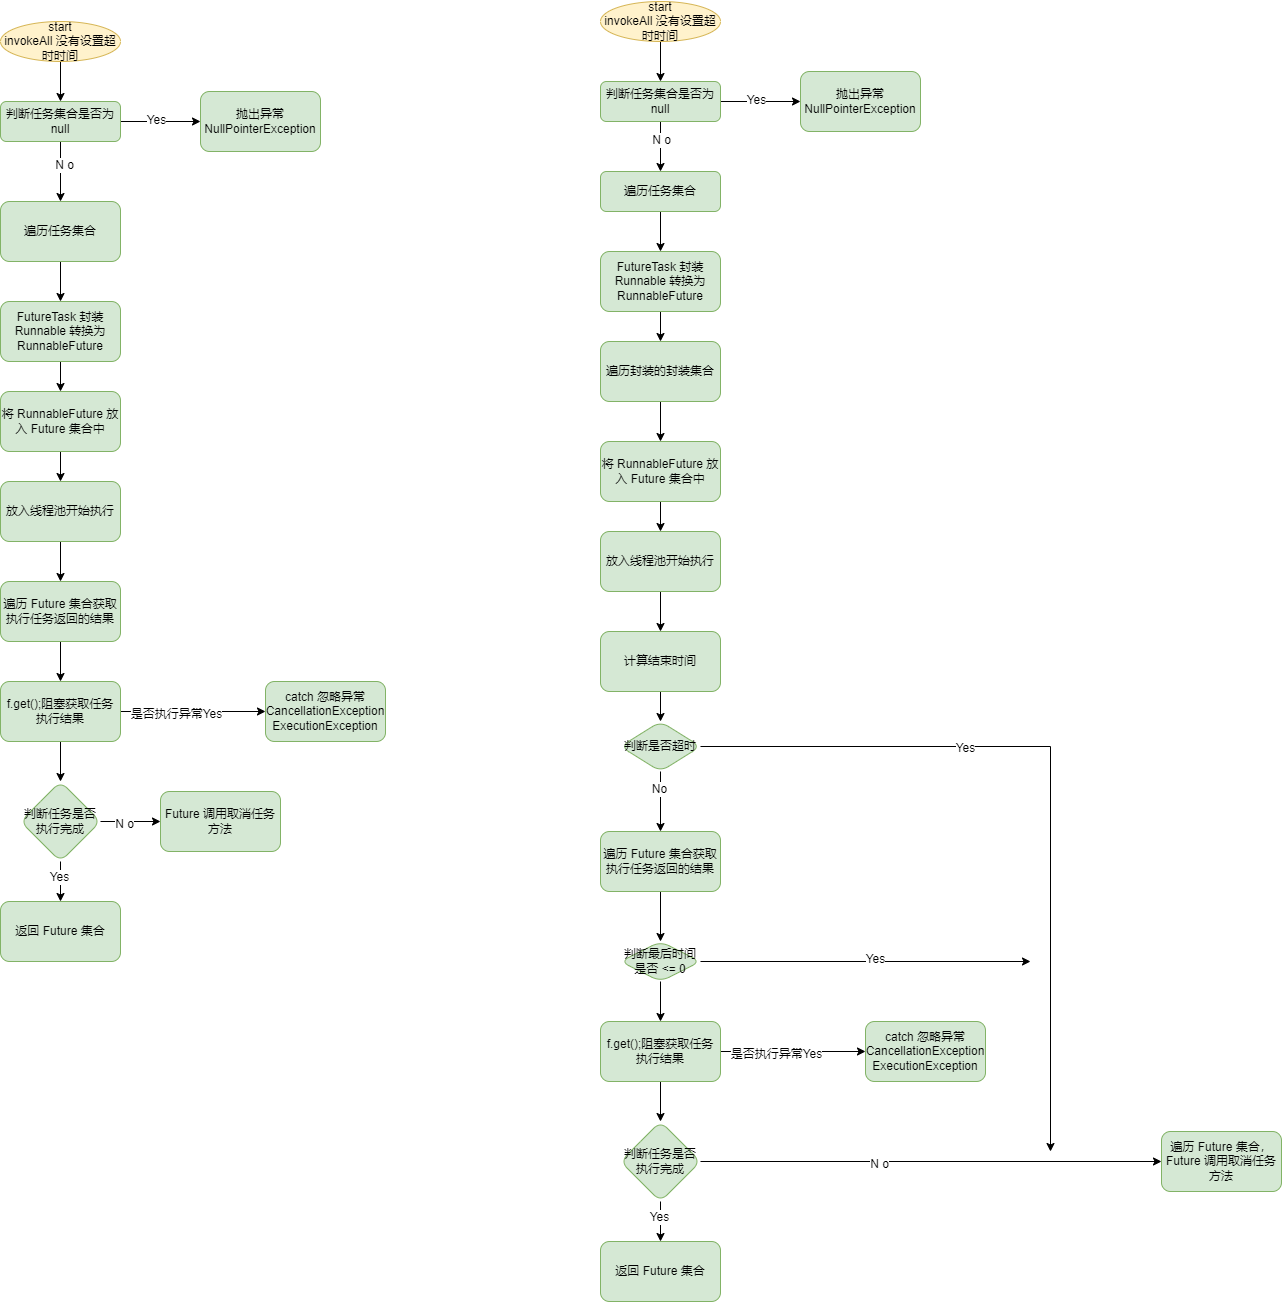 start
invokeAll 没有设置超
时时间
判断任务集合是否为
null
Yes
抛出异常
NullPointerException
N o
遍历任务集合
FutureTask 封装
Runnable 转换为
RunnableFuture
将 RunnableFuture 放
入 Future 集合中
放入线程池开始执行
遍历 Future 集合获取
执行任务返回的结果
f.get();阻塞获取任务
执行结果
是否执行异常Yes
catch 忽略异常
CancellationException
ExecutionException
判断任务是否
执行完成
N o
Future 调用取消任务
方法
Yes
返回 Future 集合
start
invokeAll 没有设置超
时时间
判断任务集合是否为
null
Yes
抛出异常
NullPointerException
N o
遍历任务集合
FutureTask 封装
Runnable 转换为
RunnableFuture
遍历封装的封装集合
将 RunnableFuture 放
入 Future 集合中
放入线程池开始执行
计算结束时间
判断是否超时
Yes
No
遍历 Future 集合获取
执行任务返回的结果
判断最后时间
是否 <= 0
Yes
f.get();阻塞获取任务
执行结果
是否执行异常Yes
catch 忽略异常
CancellationException
ExecutionException
判断任务是否
执行完成
N o
遍历 Future 集合，
Future 调用取消任务
方法
Yes
返回 Future 集合